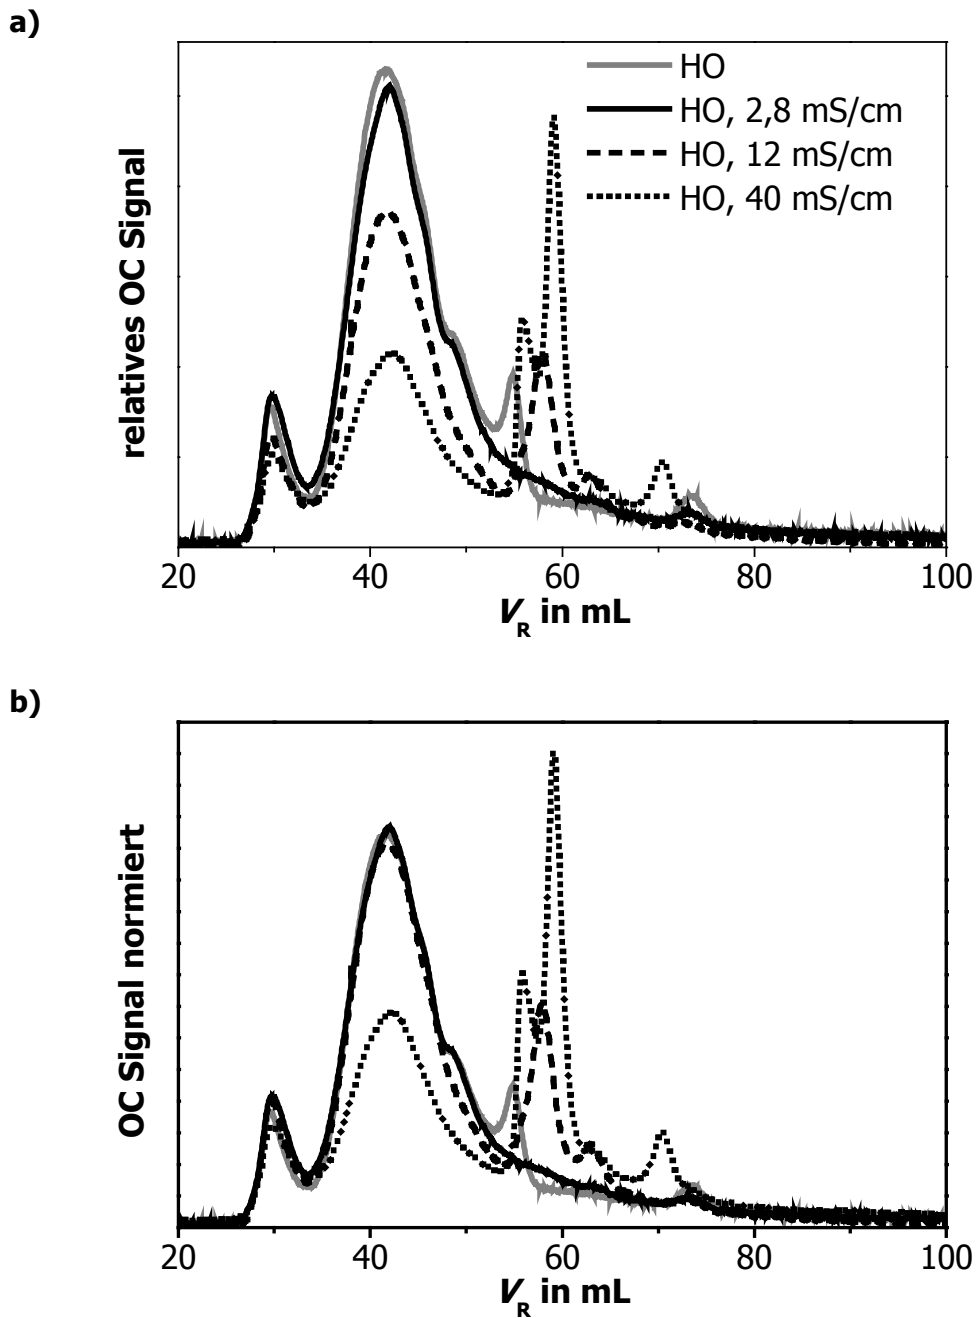 a)
relatives OC Signal
HO
HO, 2,8 mS/cm
HO, 12 mS/cm
HO, 40 mS/cm
20 40 60 80 100
VR in mL
b)
OC Signal normiert
20 40 60 80 100
VR in mL